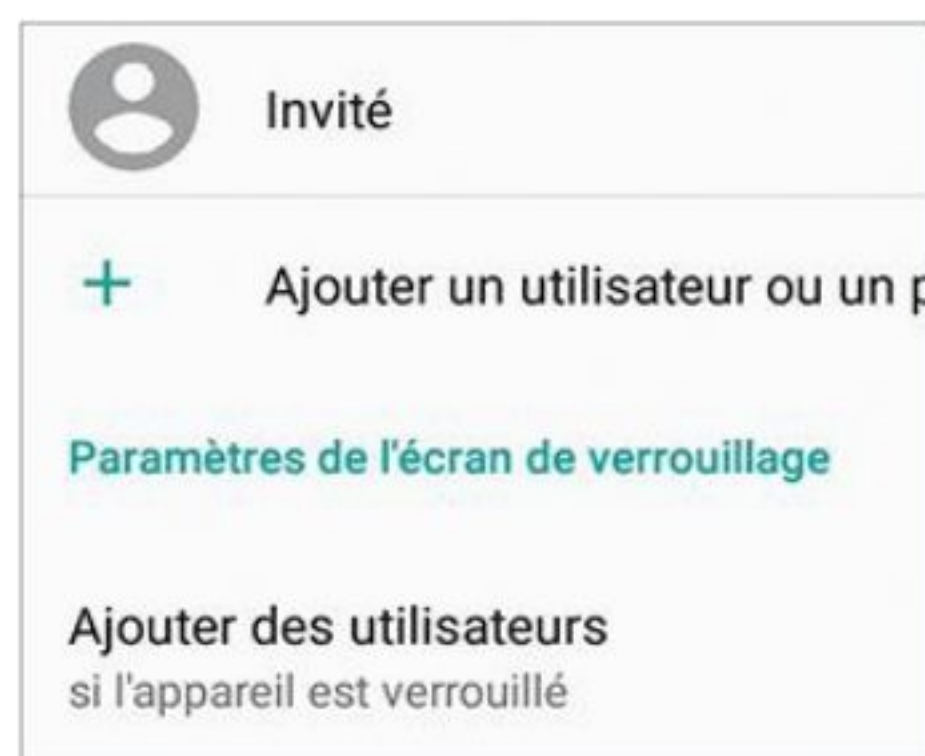 Invité
Ajouter un utilisateur ou un
Paramètres de l'écran de verrouillage
Ajouter des utilisateurs
si l'appareil est verrouillé